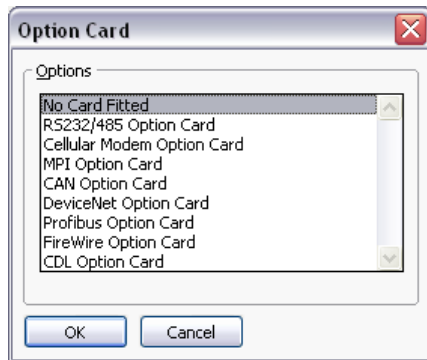 Option Card
Options
No Card Fitted
RS232/485 Option Card
Cellular Modem Option Card
MPI Option Card
CAN Option Card
DeviceNet Option Card
Profibus Option Card
FireWire Option Card
CDL Option Card
OK Cancel